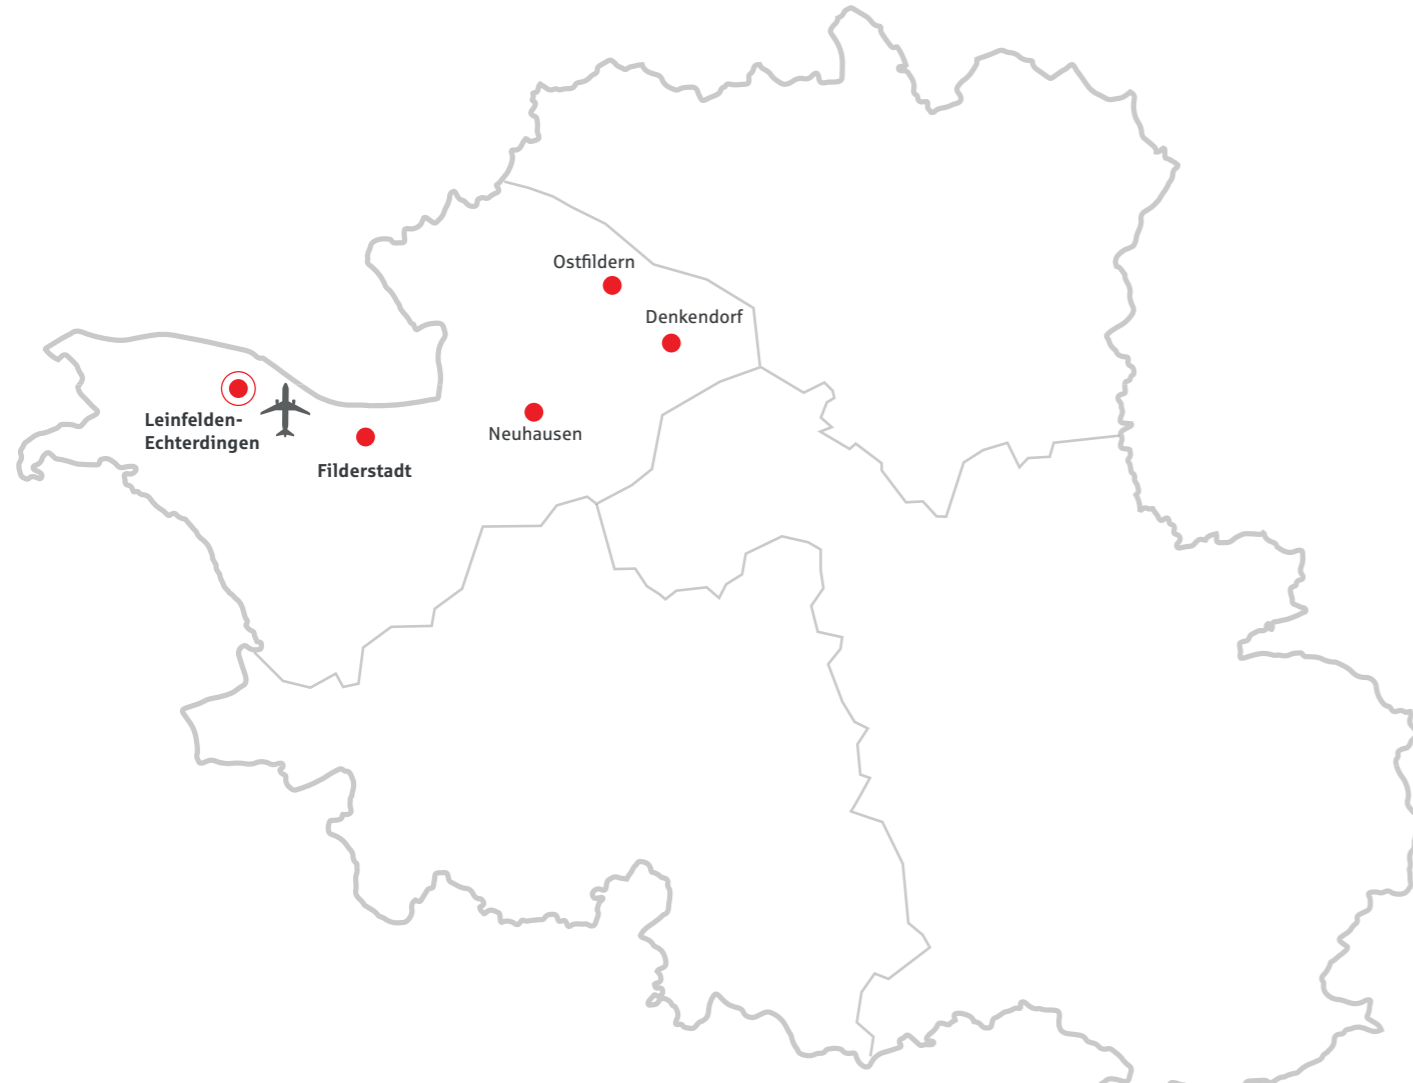 Ostfildern
Denkendorf
Leinfelden-
Echterdingen
Neuhausen
Filderstadt